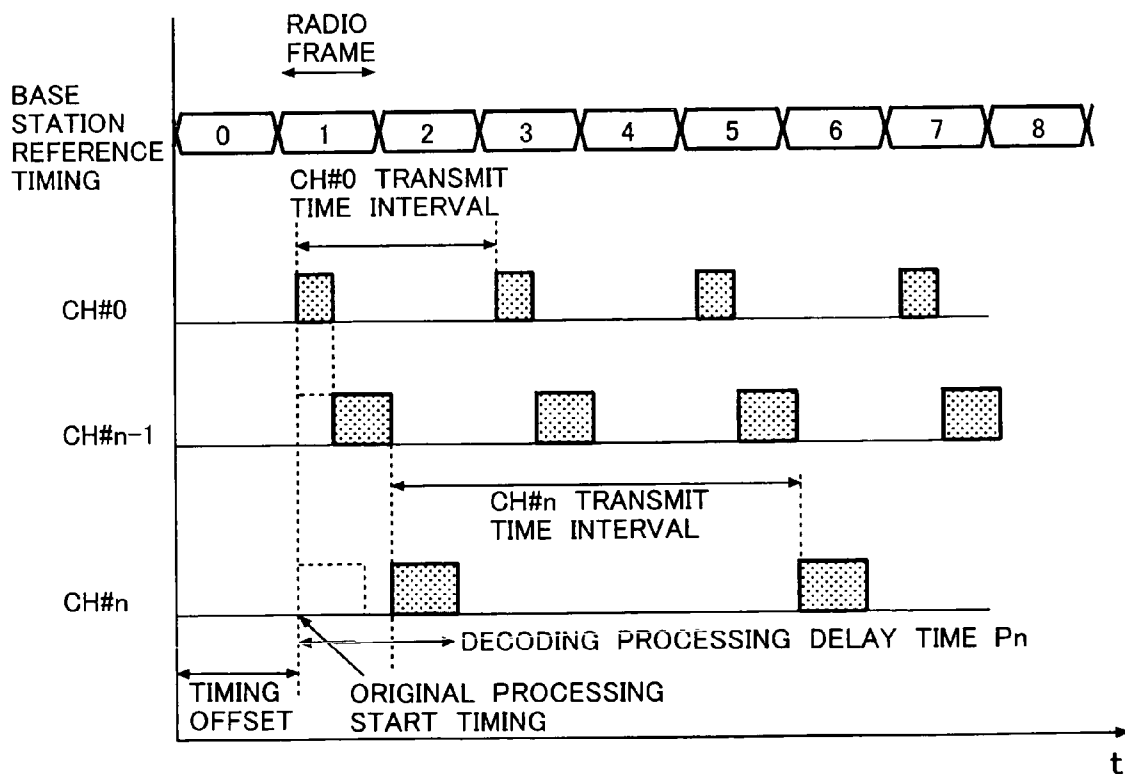 RADIO
FRAME
BASE
STATION
REFERENCE
TIMING
0 1 2 3 4 5 6 7 8
CH#0 TRANSMIT
TIME INTERVAL
CH#0
CH#n-1
CH#n TRANSMIT
TIME INTERVAL
CH#n
DECODING PROCESSING DELAY TIME Pn
TIMING
OFFSET
ORIGINAL PROCESSING
START TIMING
t